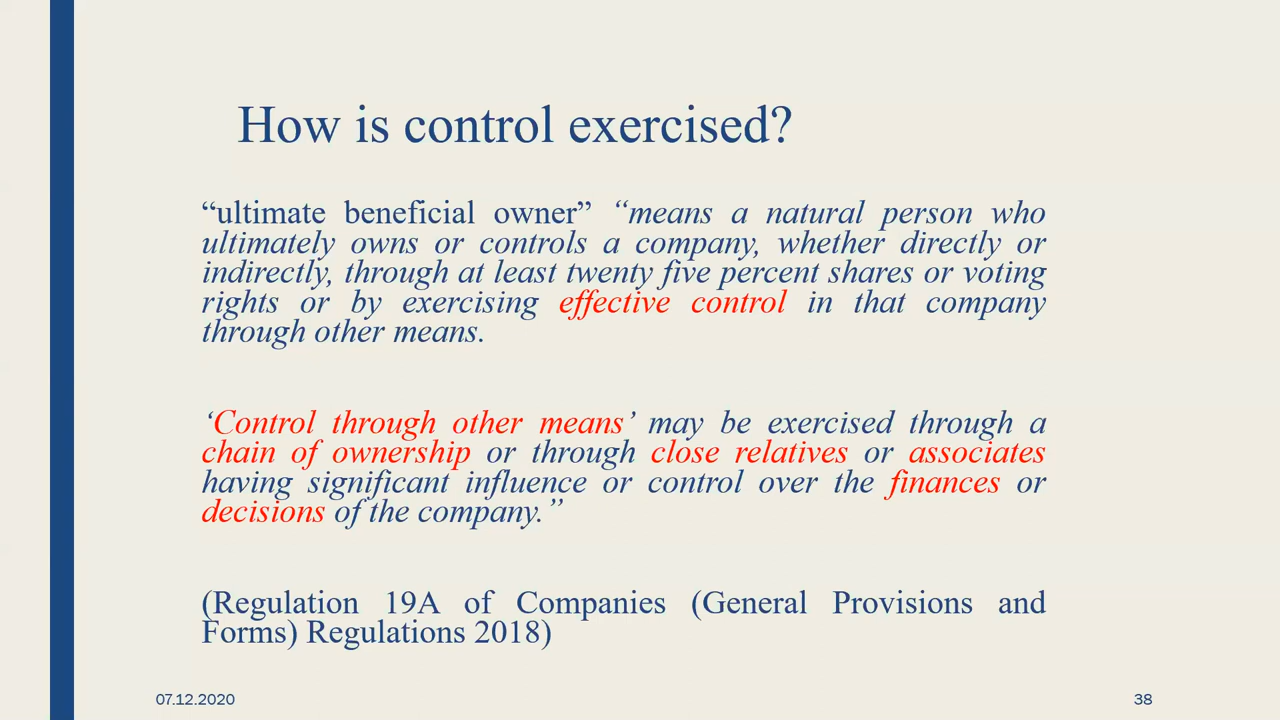 How is control exercised?
“ultimate beneficial owner” “means a natural person who
ultimately owns or controls a company, whether directly or
indirectly, through at least twenty five percent shares or voting
rights or by exercising effective control in that company
through other means.
‘Control through other means’ may be exercised through a
chain of ownership or through close relatives or associates
having significant influence or control over the finances or
decisions of the company.”
(Regulation 19A of Companies (General Provisions and
Forms) Regulations 2018)
07.12.2020
38